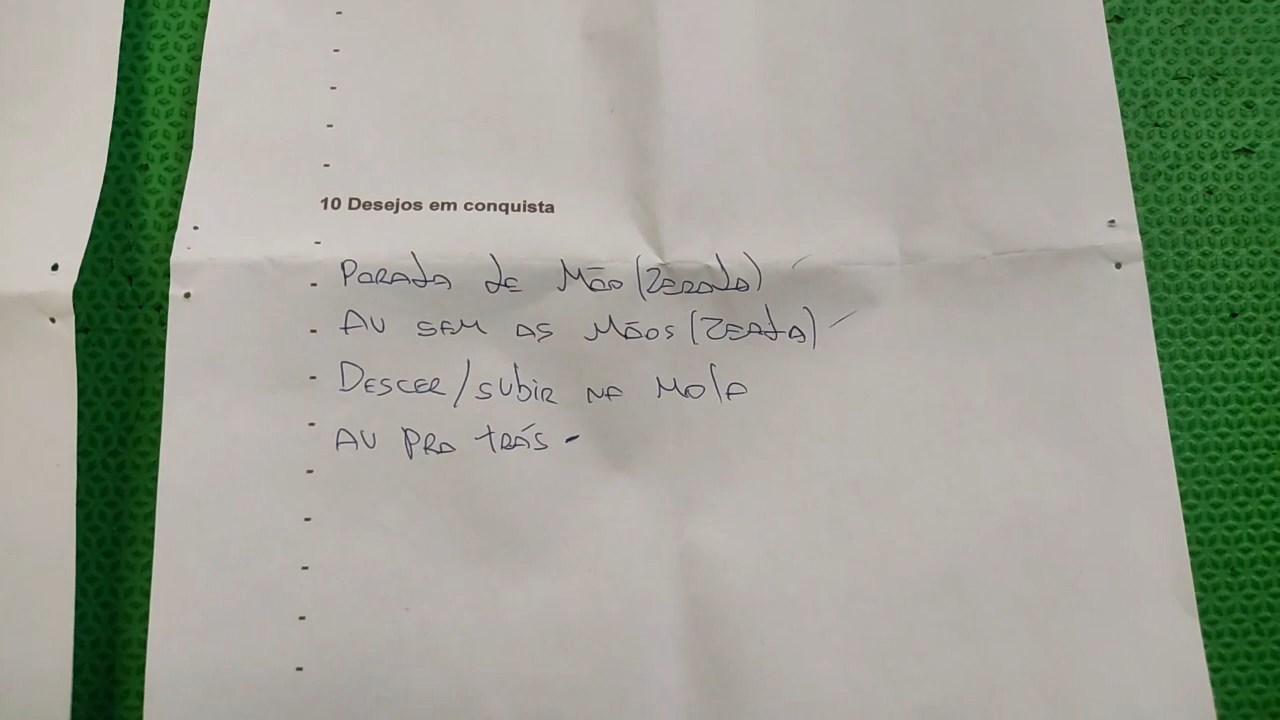 -
-
-
-
-
10 Desejos em conquista
-
- PARADA de MÃO (ZERADA)
- AU SEM AS MÃOS (ZERADA)
- DESCER/SUBIR NA MOLA
- AU PRA TRÁS -
-
-
-
-
-